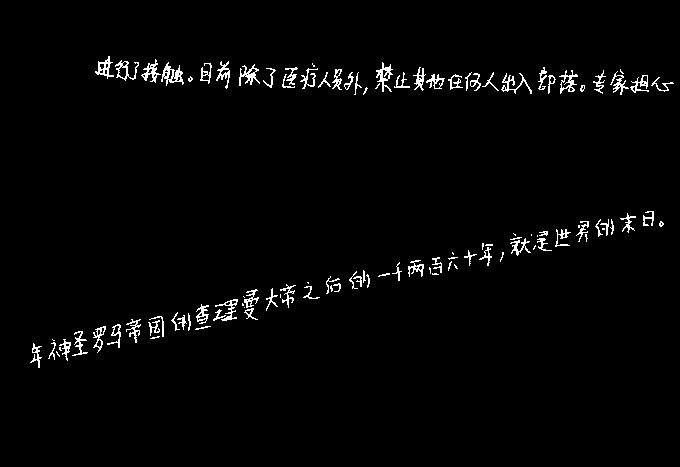 进行了接触。目前除了医疗人员外,禁止其他任何人出入部落。专家担心
年神圣罗马帝国的查理曼大帝之后的一千两百六十年,就是世界的末日。